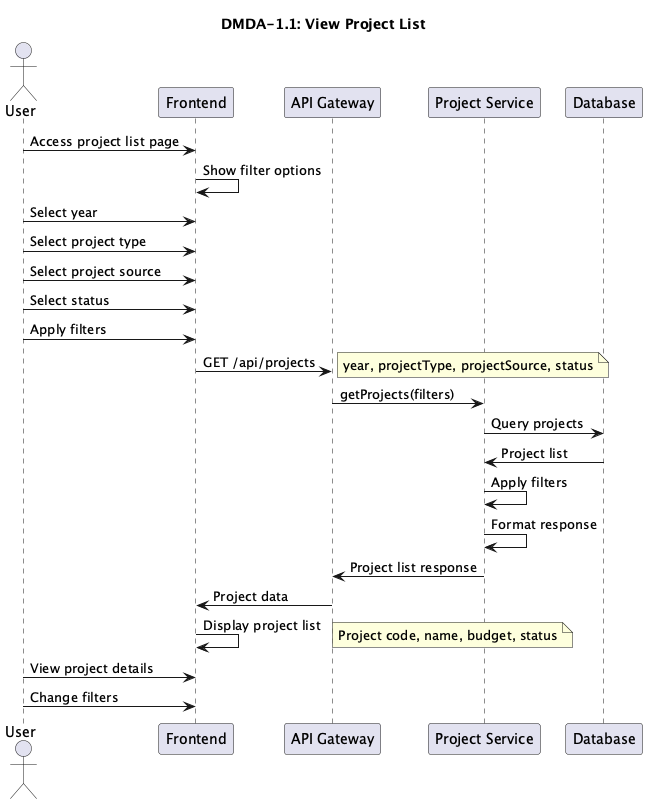 DMDA-1.1: View Project List
User
Frontend
API Gateway
Project Service
Database
Access project list page
Show filter options
Select year
Select project type
Select project source
Select status
Apply filters
GET /api/projects
year, projectType, projectSource, status
getProjects(filters)
Query projects
Project list
Apply filters
Format response
Project list response
Project data
Display project list
Project code, name, budget, status
View project details
Change filters
User
Frontend
API Gateway
Project Service
Database